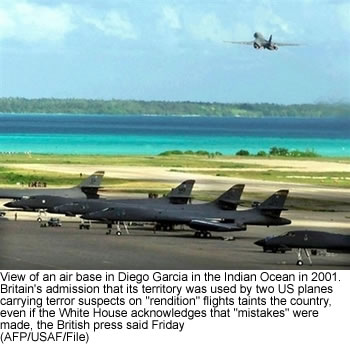 View of an air base in Diego Garcia in the Indian Ocean in 2001.
Britain's admission that its territory was used by two US planes
carrying terror suspects on "rendition" flights taints the country,
even if the White House acknowledges that "mistakes" were
made, the British press said Friday
(AFP/USAF/File)